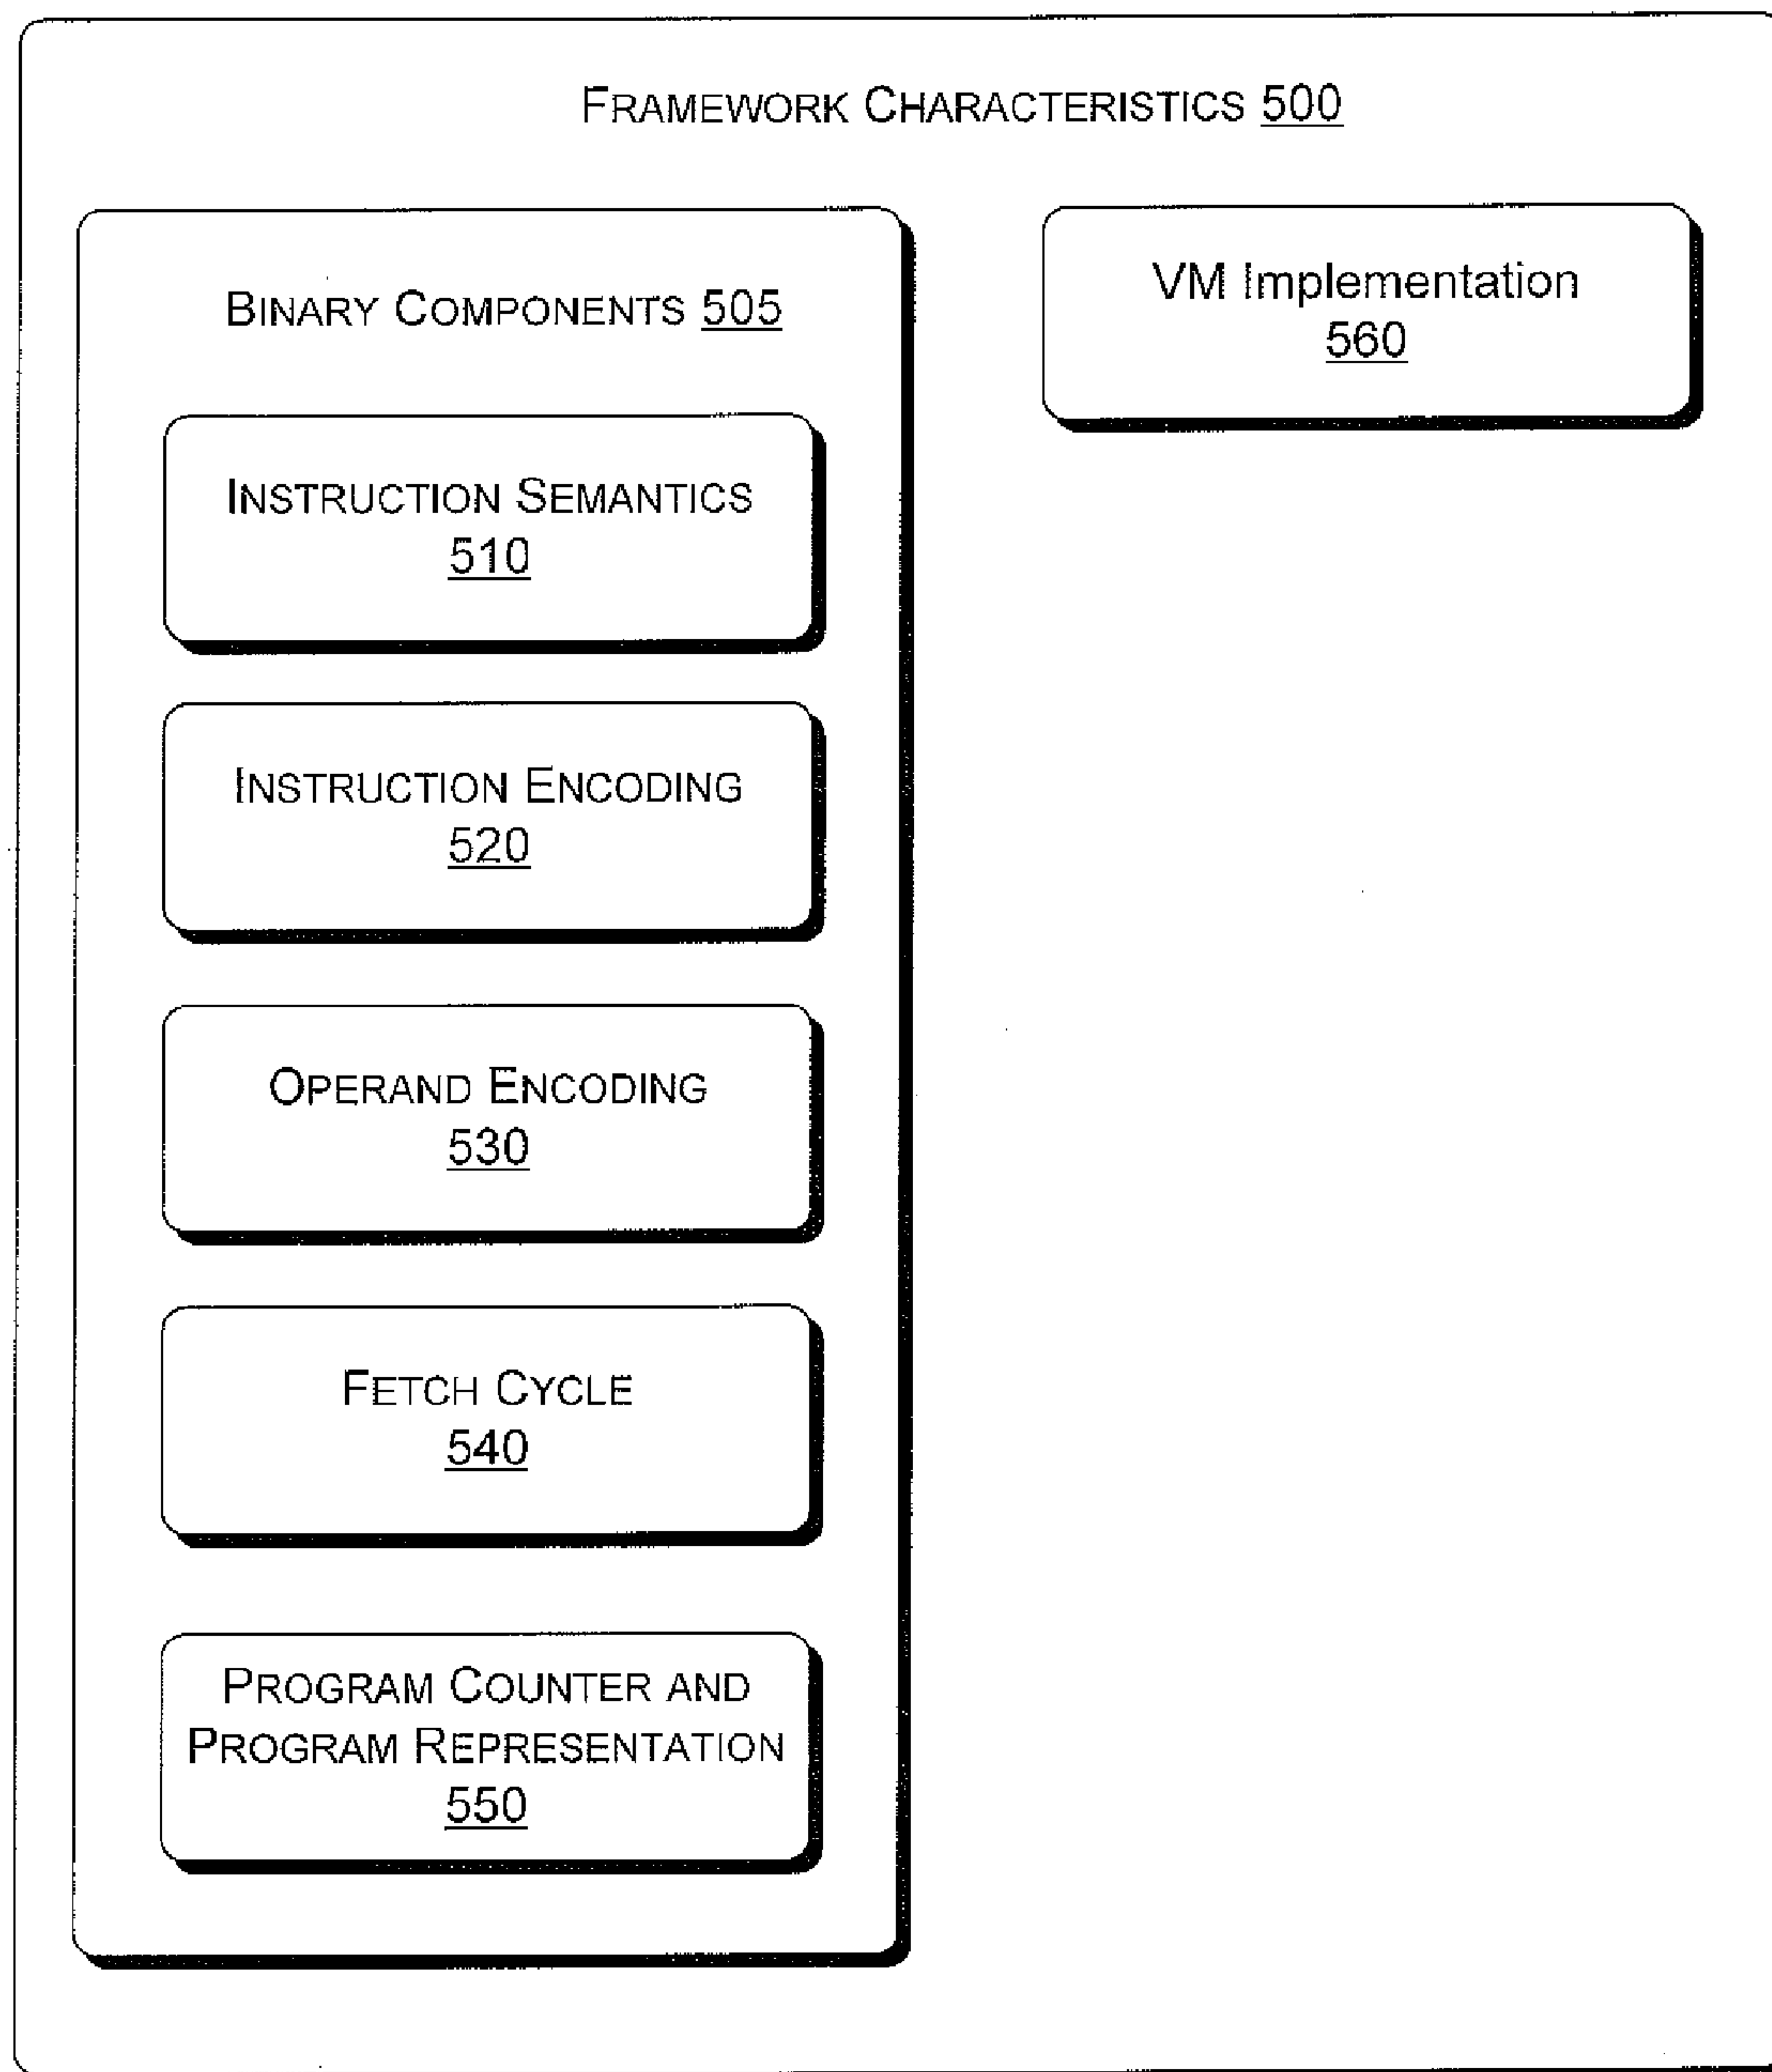 FRAMEWORK CHARACTERISTICS 500
BINARY COMPONENTS 505
INSTRUCTION SEMANTICS
510
INSTRUCTION ENCODING
520
OPERAND ENCODING
530
FETCH CYCLE
540
PROGRAM COUNTER AND
PROGRAM REPRESENTATION
550
VM Implementation
560